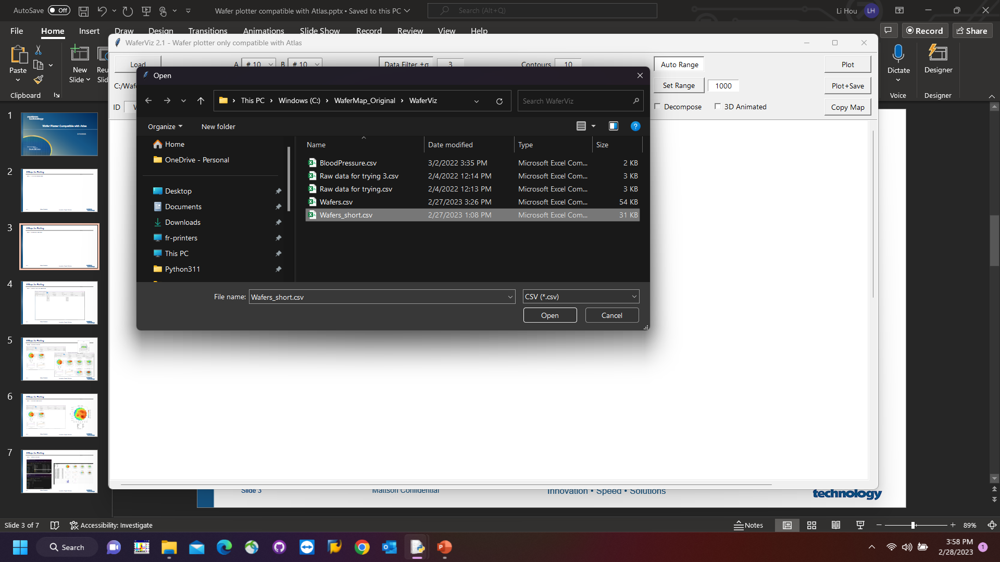 AutoSave Off Wafer plotter compatible with Atlas.pptx • Saved to this PC Search (Alt+Q) Li Hou LH
File Home Insert Draw Design Transitions Animations Slide Show Record Review View Help Record Share
WaferViz 2.1 - Wafer plotter only compatible with Atlas
Load A # 10 B # 10 Data Filter ±σ 3 Contours 10 Auto Range Plot
Paste New Slide Clipboard
Set Range 1000 Plot+Save
ID Decompose 3D Animated Copy Map
Dictate Designer
Voice Designer
Open
This PC Windows (C:) WaferMap_Original WaferViz Search WaferViz
Organize New folder
Home
OneDrive - Personal
Desktop
Documents
Downloads
fr-printers
This PC
Python311
Name Date modified Type Size
BloodPressure.csv 3/2/2022 3:35 PM Microsoft Excel Com... 2 KB
Raw data for trying 3.csv 2/4/2022 12:14 PM Microsoft Excel Com... 3 KB
Raw data for trying.csv 2/4/2022 12:13 PM Microsoft Excel Com... 3 KB
Wafers.csv 2/27/2023 3:26 PM Microsoft Excel Com... 54 KB
Wafers_short.csv 2/27/2023 1:08 PM Microsoft Excel Com... 31 KB
File name: Wafers_short.csv CSV (*.csv)
Open Cancel
1
Wafer Plotter Compatible with Atlas
2
3
4
5
6
7
Slide 3 Mattson Confidential Innovation • Speed • Solutions technology
Slide 3 of 7 Accessibility: Investigate Notes 89%
Search
3:58 PM
2/28/2023 1